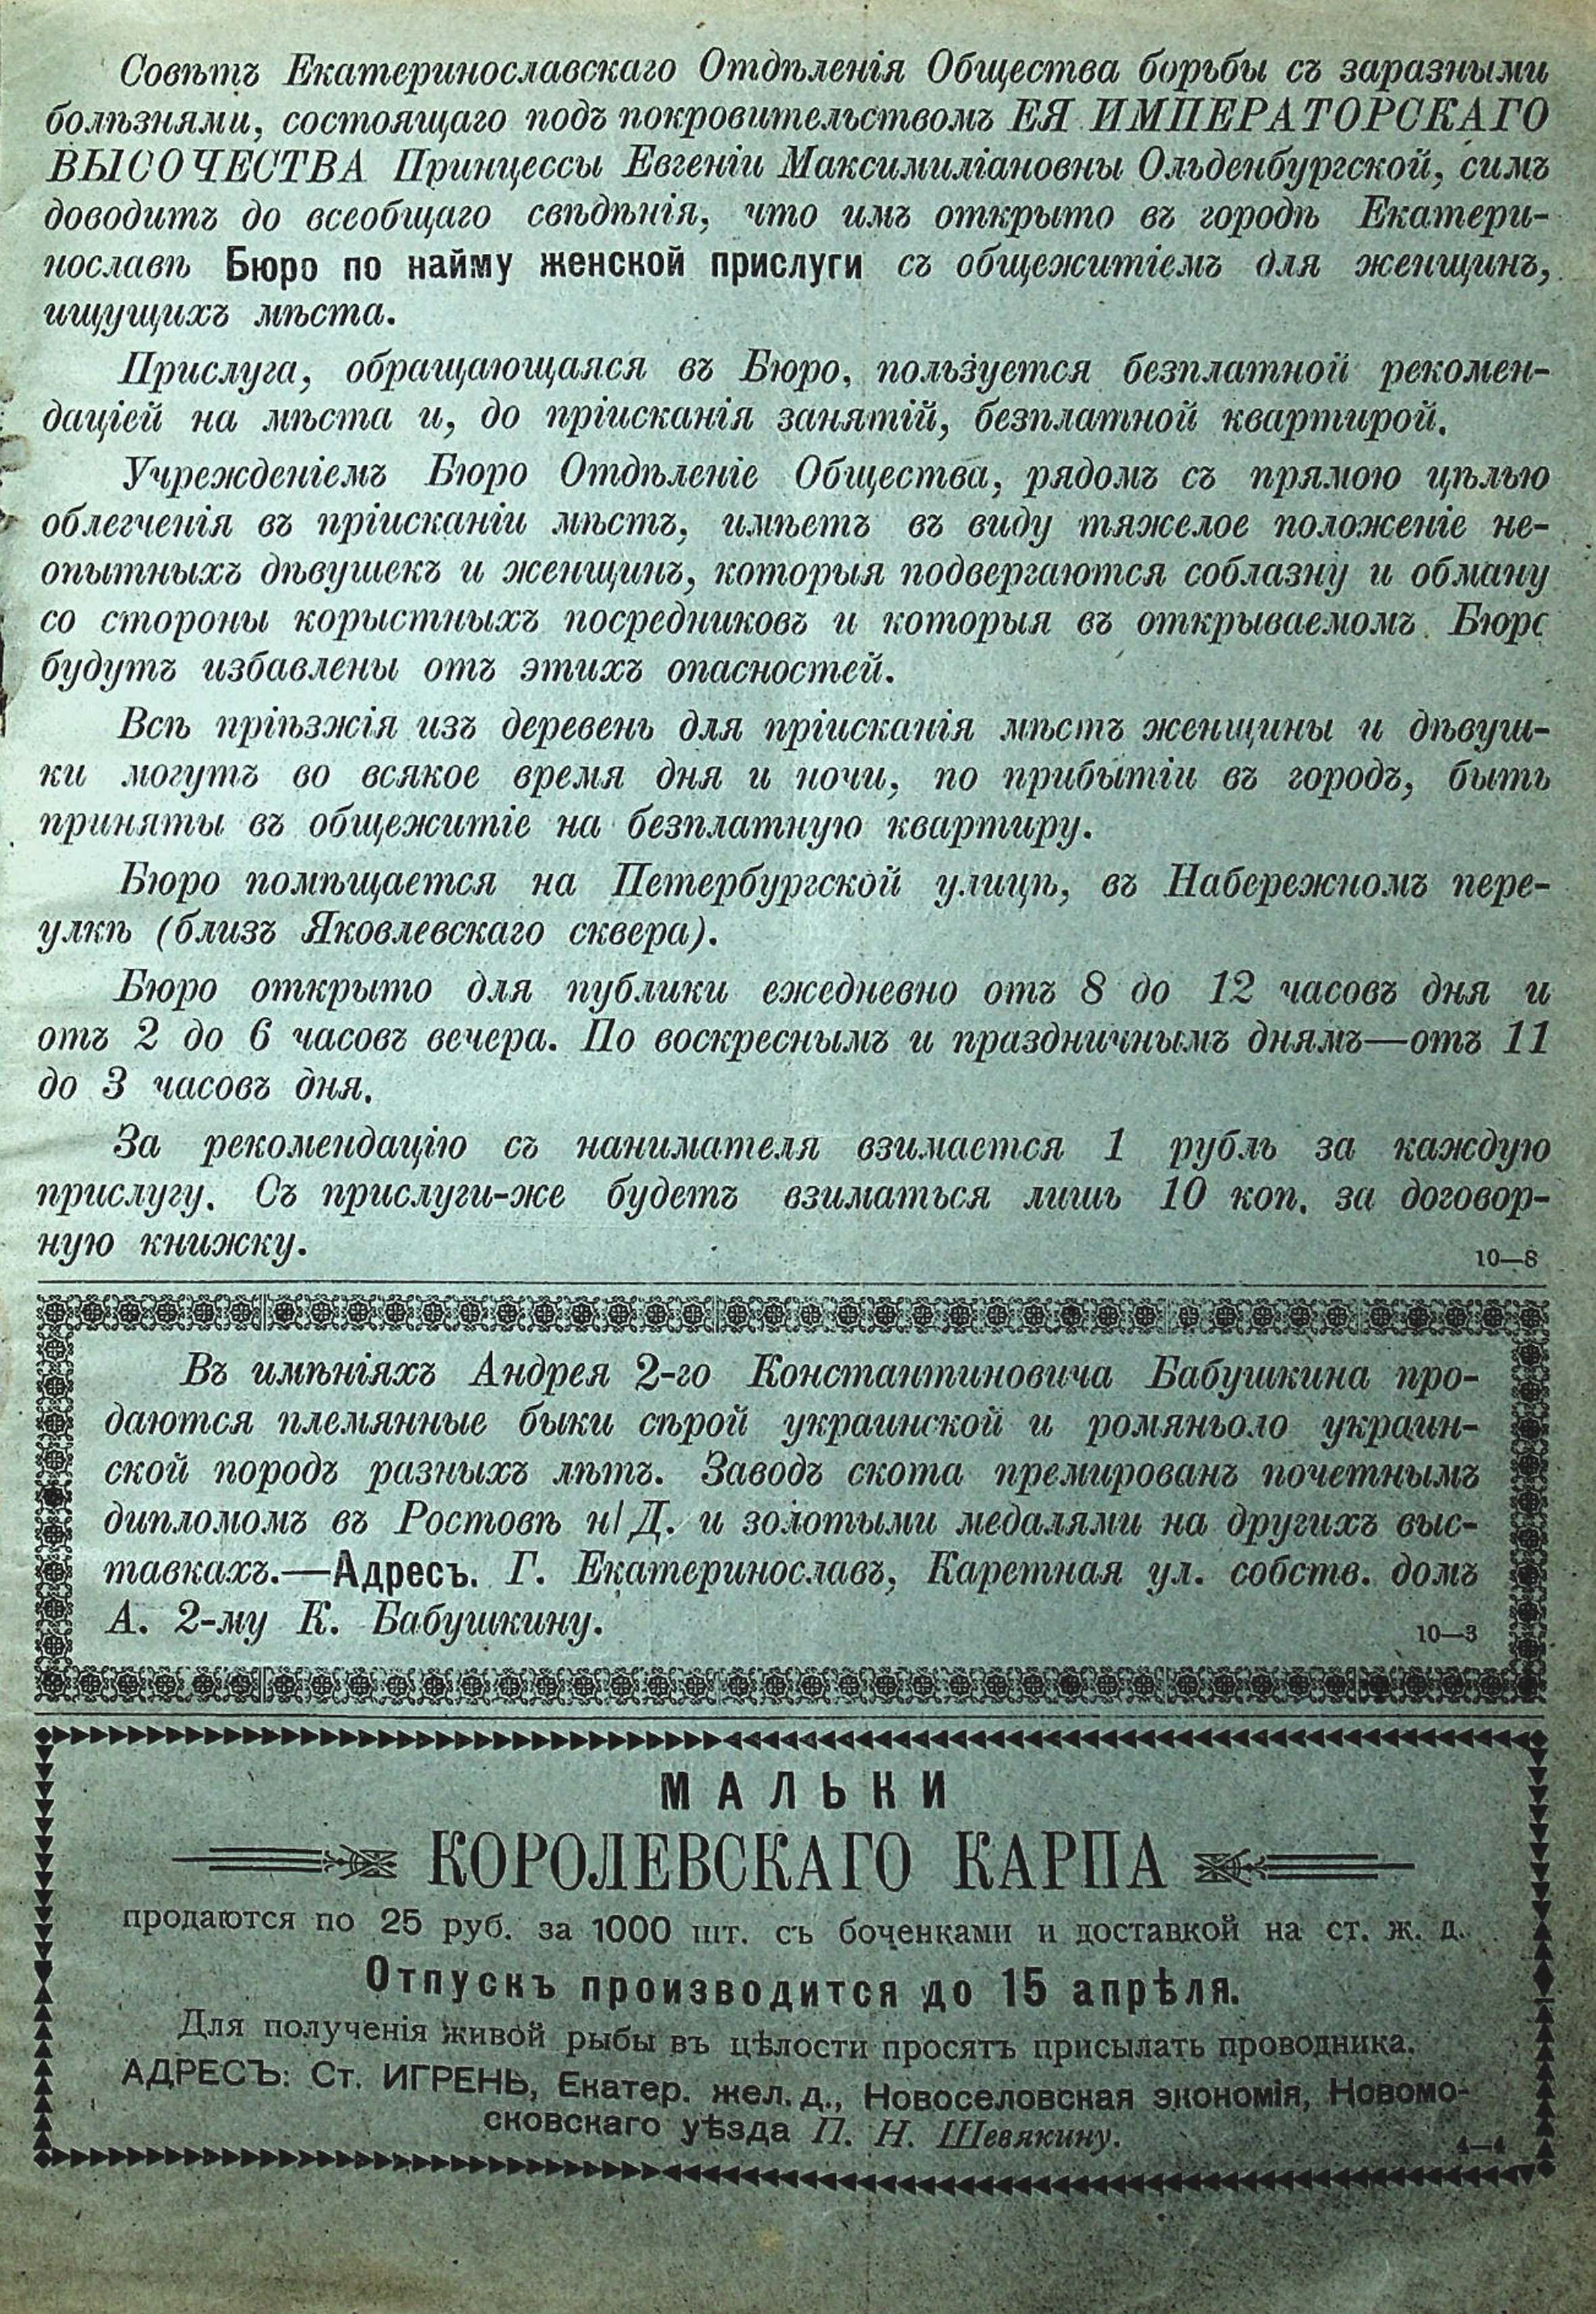 Совѣтъ Екатеринославскаго Отдѣленія Общества борьбы съ заразными
болѣзнями, состоящаго подъ покровительствомъ ЕЯ ИМПЕРАТОРСКАГО
ВЫСОЧЕСТВА Принцессы Евгеніи Максимиліановны Ольденбургской, симъ
доводитъ до всеобщаго свѣдѣнія, что имъ открыто въ городѣ Екатери-
нославѣ Бюро по найму женской прислуги съ общежитіемъ для женщинъ,
ищущихъ мѣста.
Прислуга, обращающаяся въ Бюро, пользуется безплатной рекомен-
даціей на мѣста и, до пріисканія занятій, безплатной квартирой.
Учрежденіемъ Бюро Отдѣленіе Общества, рядомъ съ прямою цѣлью
облегченія въ пріисканіи мѣстъ, имѣетъ въ виду тяжелое положеніе не-
опытныхъ дѣвушекъ и женщинъ, которыя подвергаются соблазну и обману
со стороны корыстныхъ посредниковъ и которыя въ открываемомъ Бюро
будутъ избавлены отъ этихъ опасностей.
Всѣ пріѣзжія изъ деревень для пріисканія мѣстъ женщины и дѣвуш-
ки могутъ во всякое время дня и ночи, по прибытіи въ городъ, быть
приняты въ общежитіе на безплатную квартиру.
Бюро помѣщается на Петербургской улицѣ, въ Набережномъ пере-
улкѣ (близъ Яковлевскаго сквера).
Бюро открыто для публики ежедневно отъ 8 до 12 часовъ дня и
отъ 2 до 6 часовъ вечера. По воскреснымъ и праздничнымъ днямъ—отъ 11
до 3 часовъ дня.
За рекомендацію съ нанимателя взимается 1 рубль за каждую
прислугу. Съ прислуги-же будетъ взиматься лишь 10 коп. за договор-
ную книжку.
10—8
Въ имѣніяхъ Андрея 2-го Константиновича Бабушкина про-
даются племянные быки сѣрой украинской и ромяньоло украин-
ской породъ разныхъ лѣтъ. Заводъ скота премированъ почетнымъ
дипломомъ въ Ростовѣ н/Д. и золотыми медалями на другихъ выс-
тавкахъ.—Адресъ. Г. Екатеринославъ, Каретная ул. собств. домъ
А. 2-му К. Бабушкину.
10—3
МАЛЬКИ
КОРОЛЕВСКАГО КАРПА
продаются по 25 руб. за 1000 шт. съ боченками и доставкой на ст. ж. д.
Отпускъ производится до 15 апрѣля.
Для полученія живой рыбы въ цѣлости просятъ присылать проводника.
АДРЕСЪ: Ст. ИГРЕНЬ, Екатер. жел. д., Новоселовская экономія, Новомо-
сковскаго уѣзда П. Н. Шевякину.
4—4